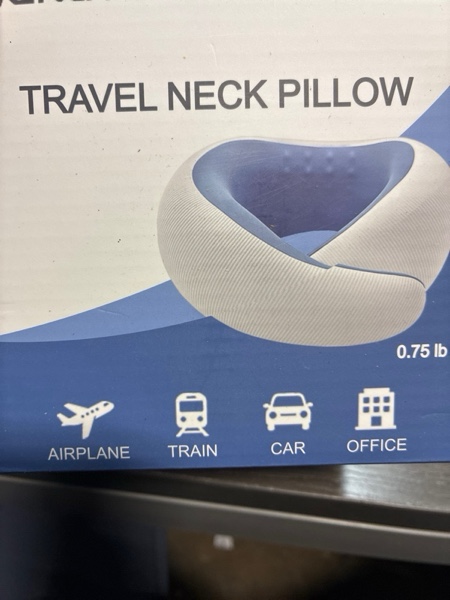 TRAVEL NECK PILLOW
0.75 lb
AIRPLANE TRAIN CAR OFFICE